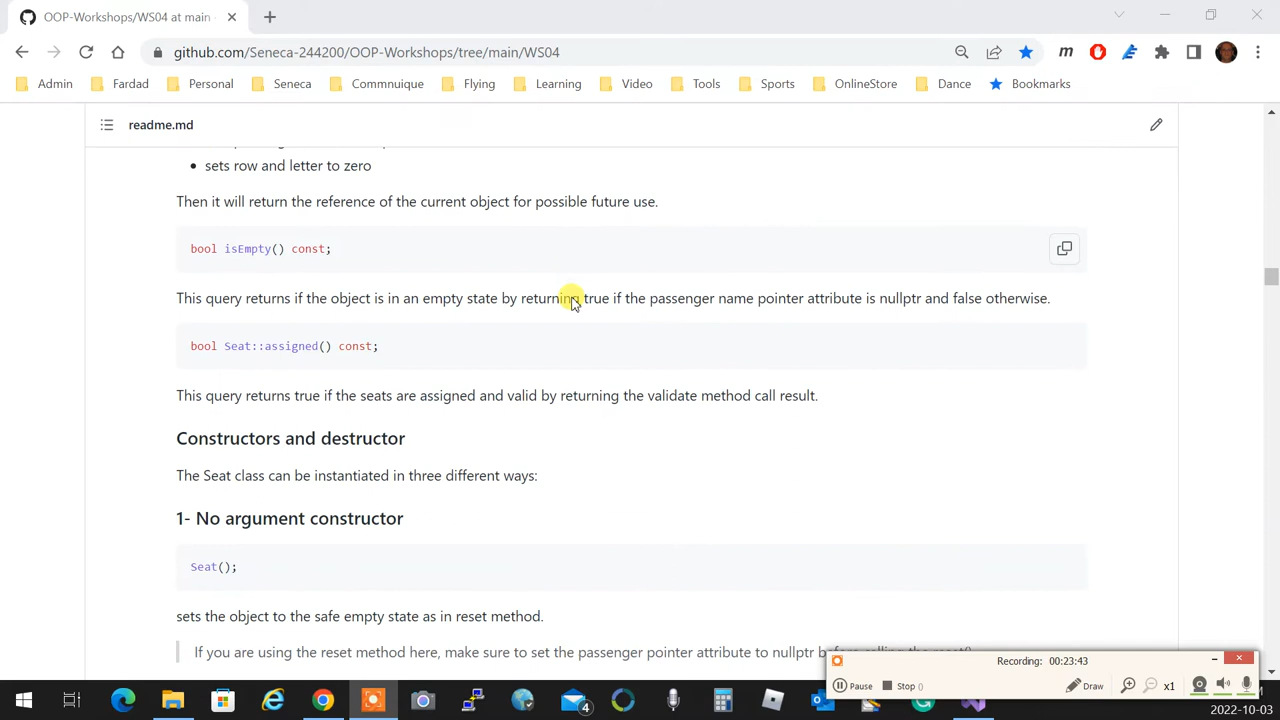 OOP-Workshops/WS04 at main
github.com/Seneca-244200/OOP-Workshops/tree/main/WS04
Admin Fardad Personal Seneca Commnuique Flying Learning Video Tools Sports OnlineStore Dance Bookmarks
readme.md
sets row and letter to zero
Then it will return the reference of the current object for possible future use.
bool isEmpty() const;
This query returns if the object is in an empty state by returning true if the passenger name pointer attribute is nullptr and false otherwise.
bool Seat::assigned() const;
This query returns true if the seats are assigned and valid by returning the validate method call result.
Constructors and destructor
The Seat class can be instantiated in three different ways:
1- No argument constructor
Seat();
sets the object to the safe empty state as in reset method.
If you are using the reset method here, make sure to set the passenger pointer attribute to nullptr before calling the reset()
Recording: 00:23:43
Pause Stop Draw x1
4
2022-10-03